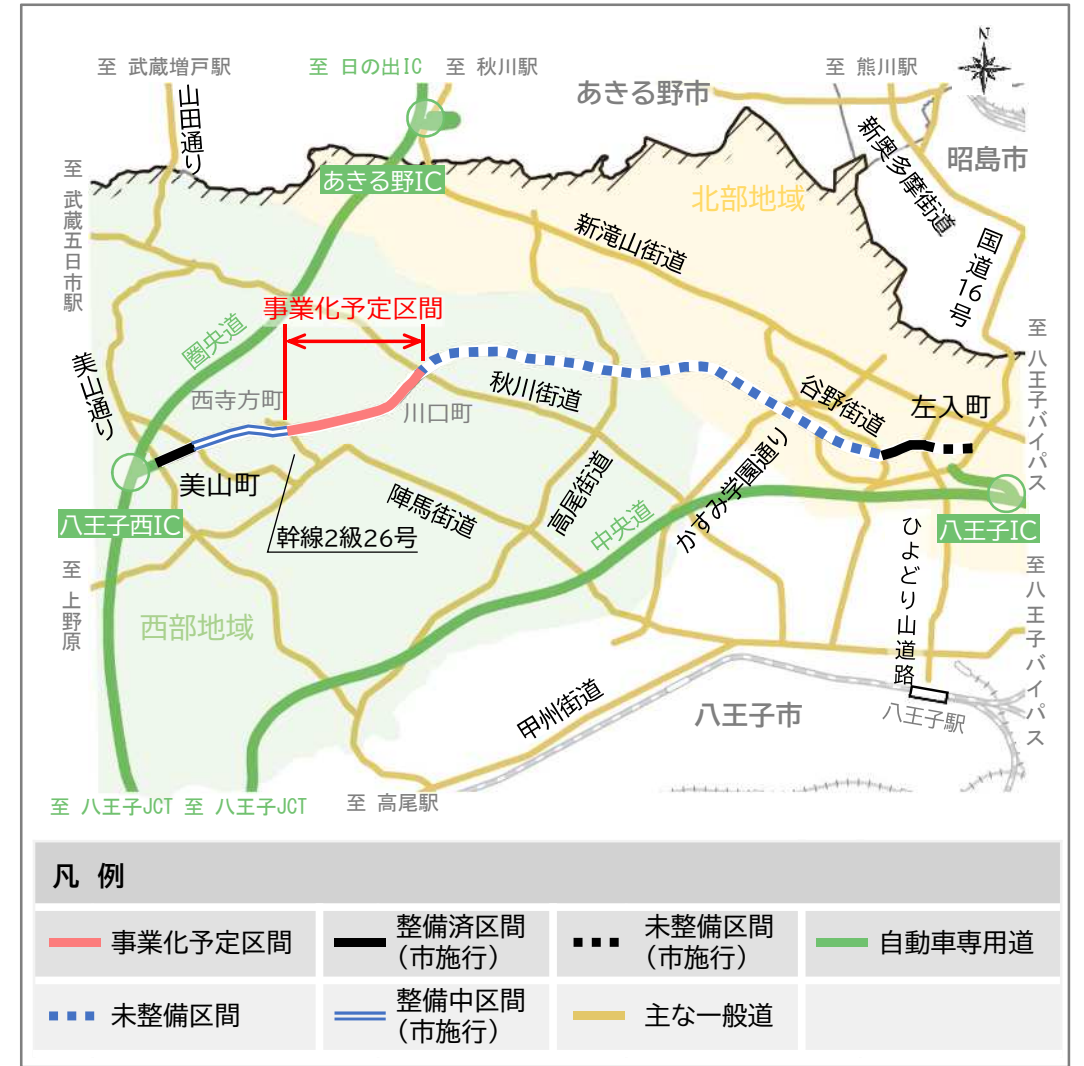 N
至 武蔵増戸駅
至 日の出IC
至 秋川駅
至 熊川駅
あきる野市
山田通り
新奥多摩街道
昭島市
至 武蔵五日市駅
あきる野IC
北部地域
新滝山街道
国道16号
事業化予定区間
圏央道
至 八王子バイパス
美山通り
西寺方町
川口町
秋川街道
谷野街道
左入町
美山町
陣馬街道
高尾街道
かすみ学園通り
中央道
八王子西IC
幹線2級26号
ひよどり山道路
八王子IC
至 上野原
至 八王子バイパス
西部地域
甲州街道
八王子市
八王子駅
至 八王子JCT
至 八王子JCT
至 高尾駅
凡 例
事業化予定区間
整備済区間
(市施行)
未整備区間
(市施行)
自動車専用道
未整備区間
整備中区間
(市施行)
主な一般道